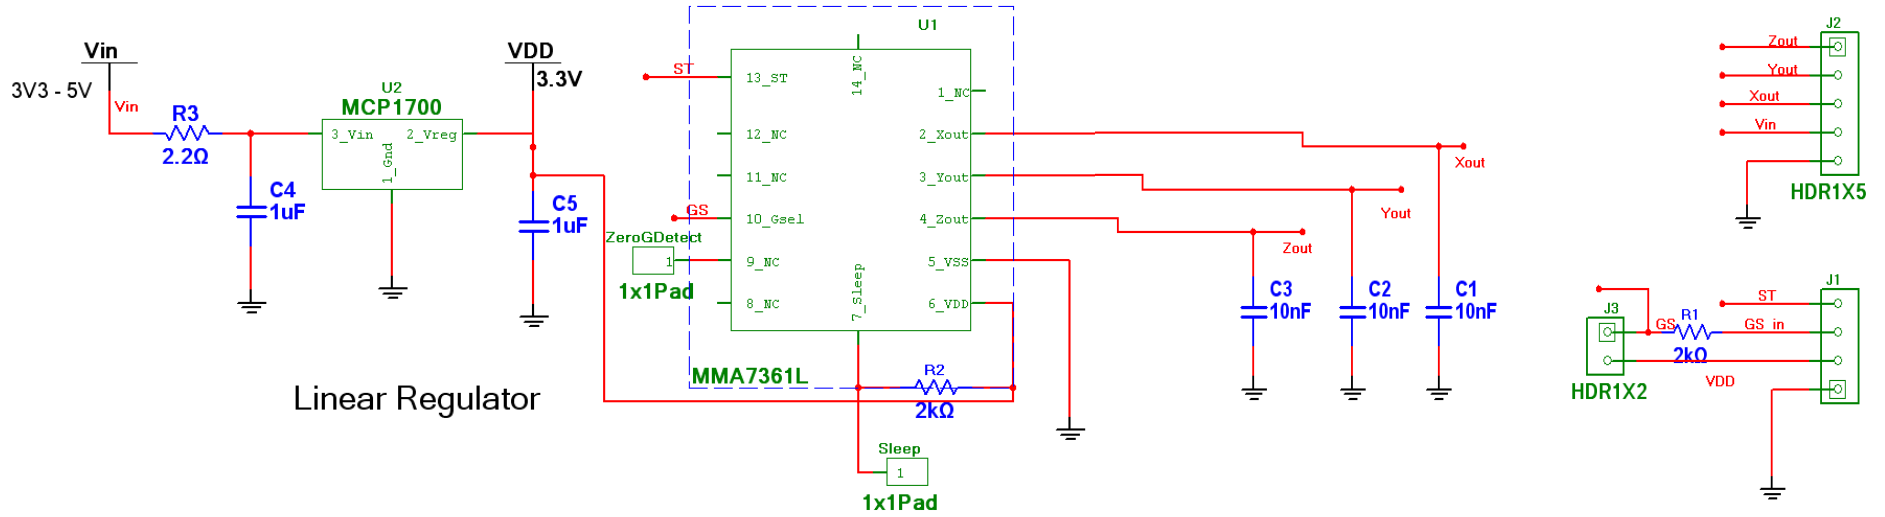 Vin
3V3 - 5V
Vin
R3
2.2Ω
C4
1uF
U2
MCP1700
3_Vin
2_Vreg
1_Gnd
VDD
3.3V
C5
1uF
Linear Regulator
U1
ST
13_ST
14_NC
1_NC
12_NC
2_Xout
11_NC
3_Yout
GS
10_Gsel
4_Zout
ZeroGDetect
1
9_NC
5_VSS
1x1Pad
8_NC
7_Sleep
6_VDD
MMA7361L
R2
2kΩ
Sleep
1
1x1Pad
Xout
Yout
Zout
C3
10nF
C2
10nF
C1
10nF
J2
Zout
Yout
Xout
Vin
HDR1X5
J3
GS
R1
2kΩ
HDR1X2
J1
ST
GS in
VDD